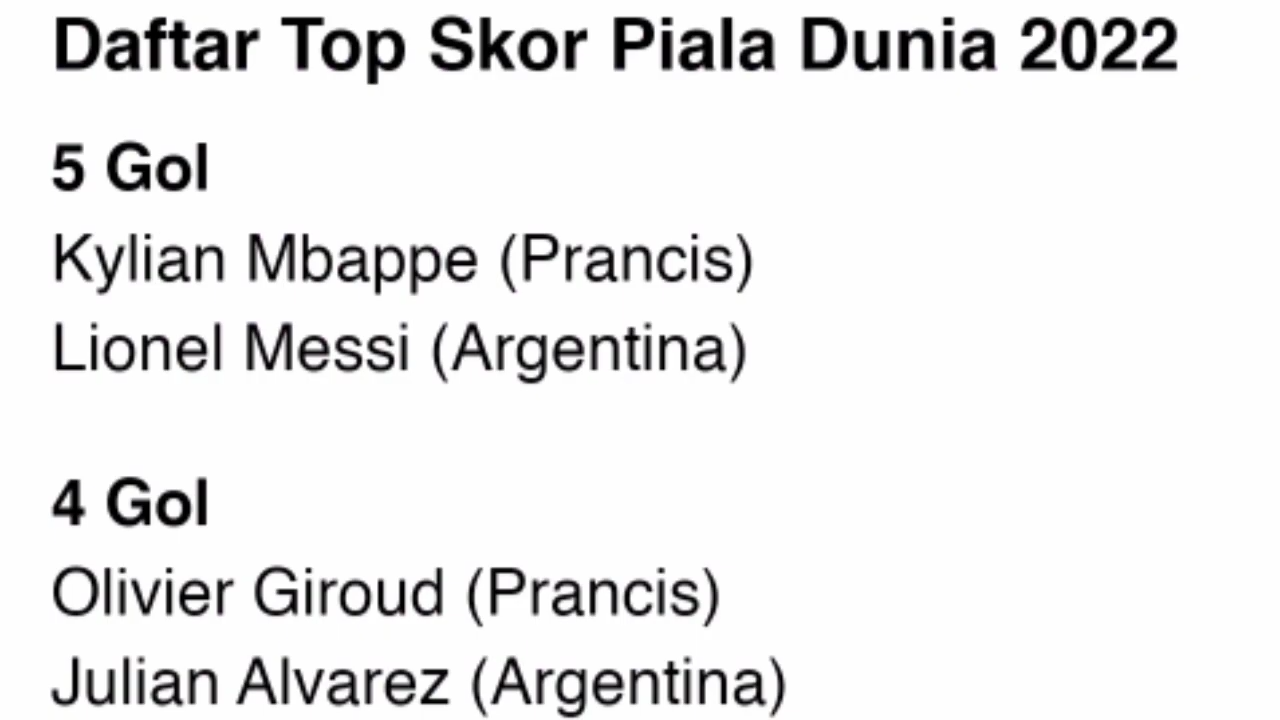 Daftar Top Skor Piala Dunia 2022
5 Gol
Kylian Mbappe (Prancis)
Lionel Messi (Argentina)
4 Gol
Olivier Giroud (Prancis)
Julian Alvarez (Argentina)